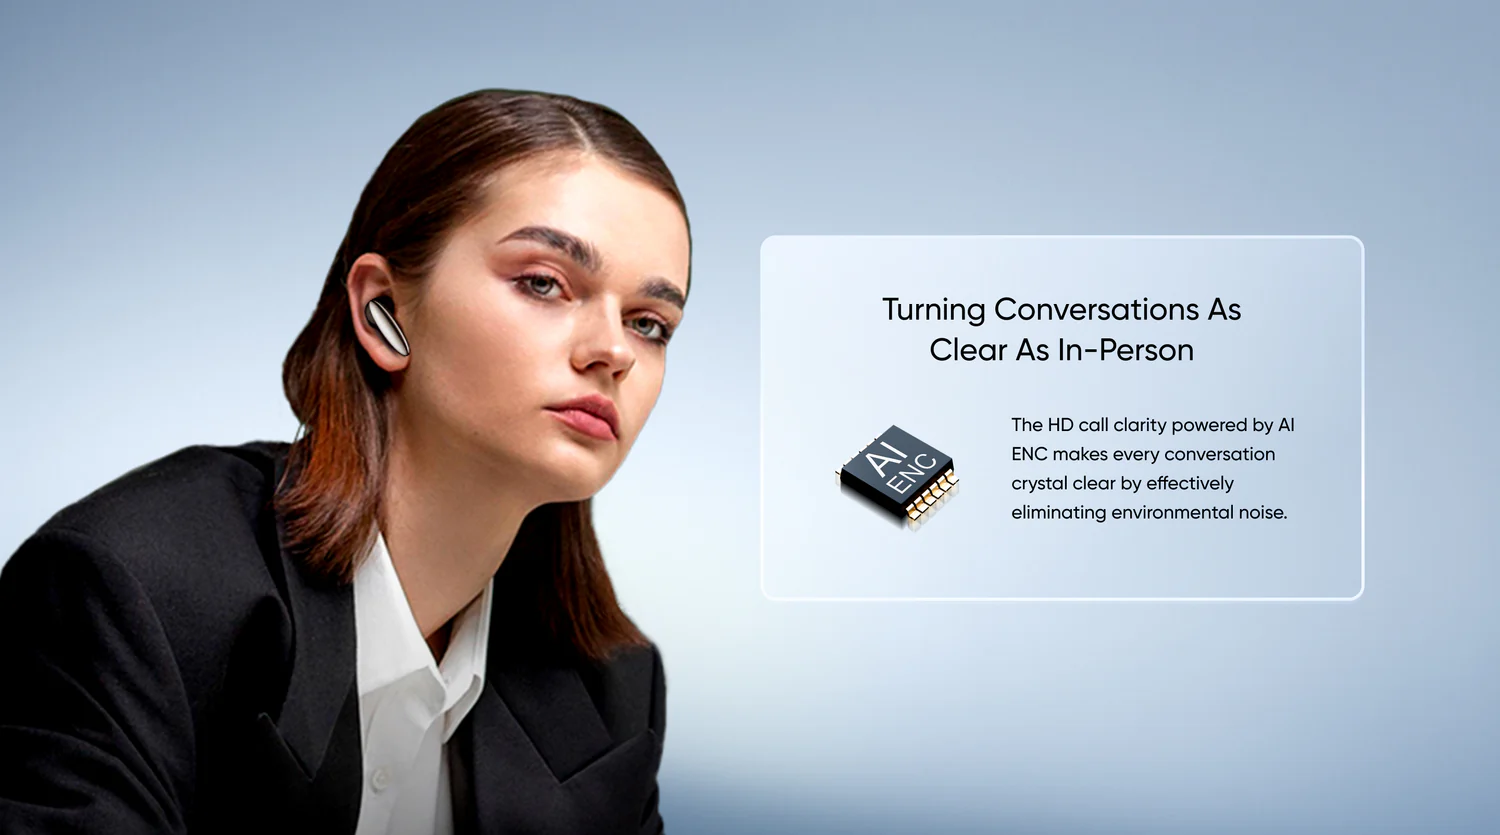 Turning Conversations As
Clear As In-Person
AI
ENC
The HD call clarity powered by AI
ENC makes every conversation
crystal clear by effectively
eliminating environmental noise.